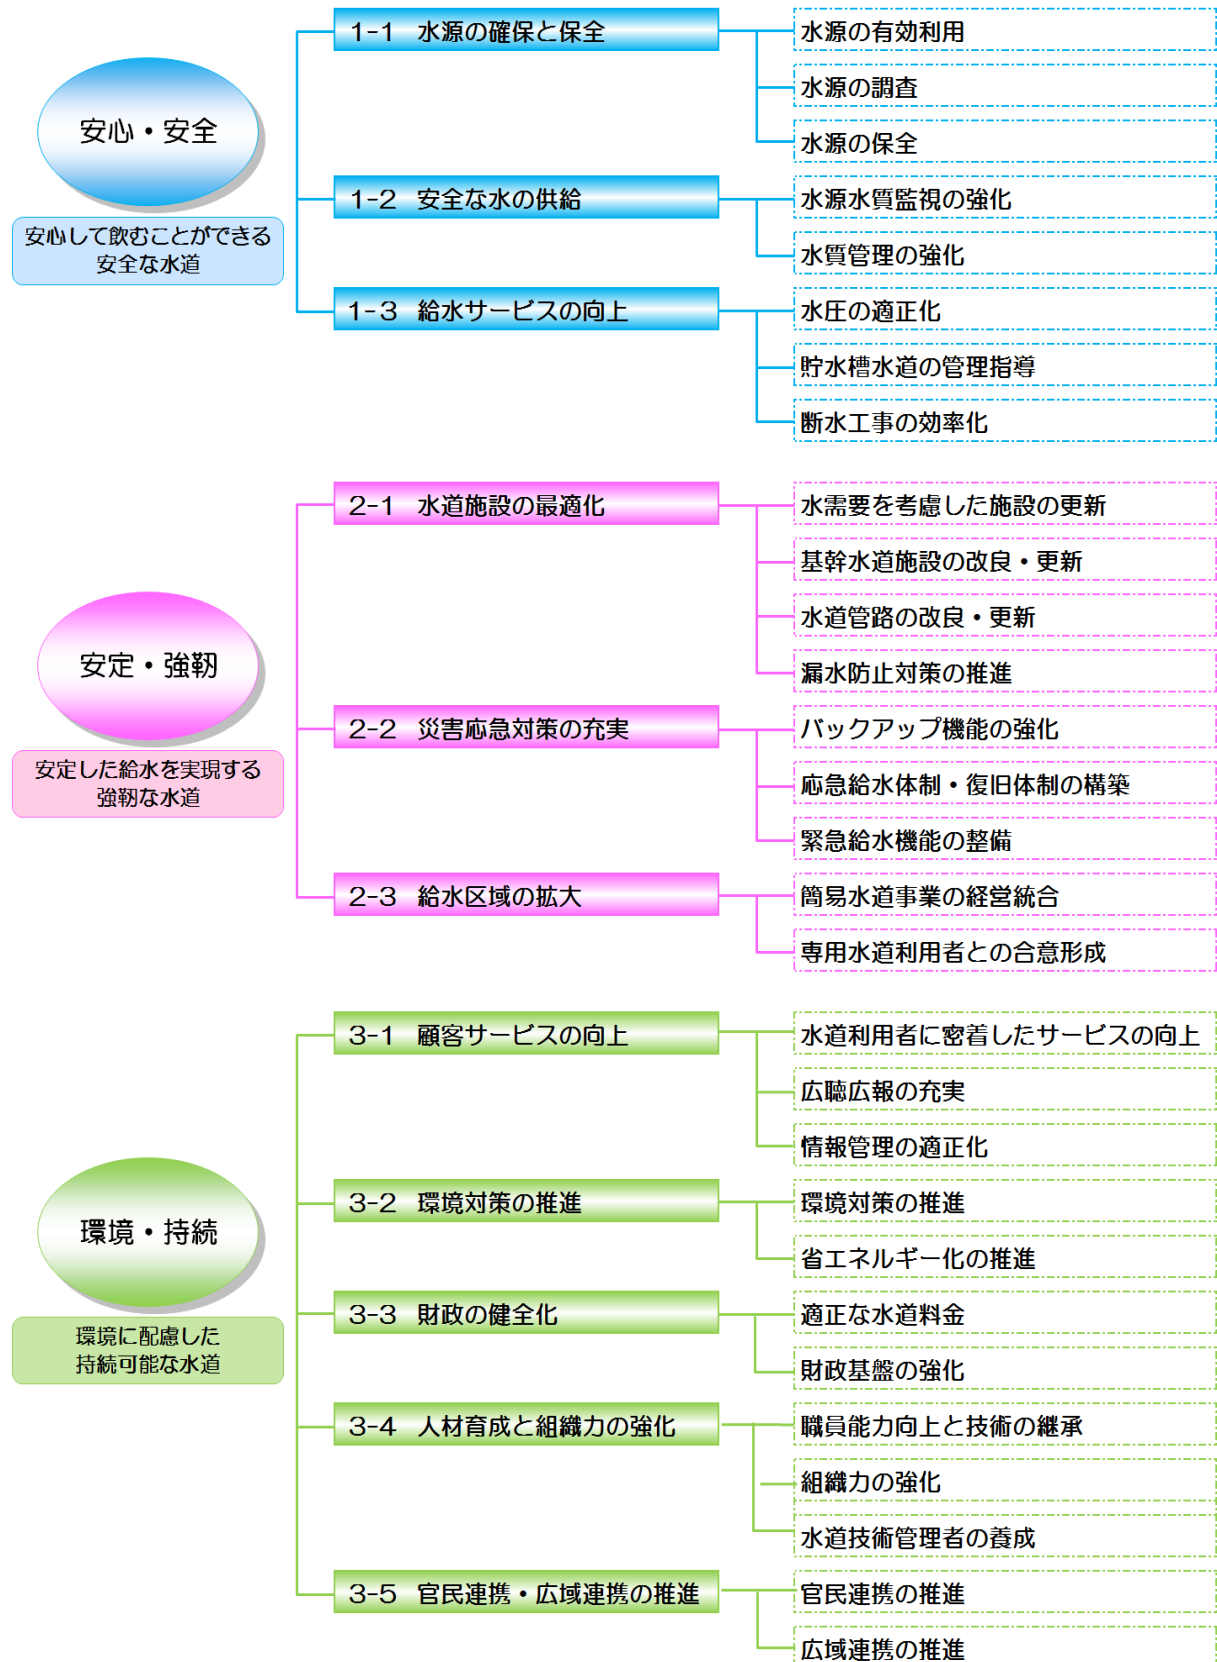 安心・安全
安心して飲むことができる
安全な水道
1-1 水源の確保と保全
水源の有効利用
水源の調査
水源の保全
1-2 安全な水の供給
水源水質監視の強化
水質管理の強化
1-3 給水サービスの向上
水圧の適正化
貯水槽水道の管理指導
断水工事の効率化
安定・強靭
安定した給水を実現する
強靭な水道
2-1 水道施設の最適化
水需要を考慮した施設の更新
基幹水道施設の改良・更新
水道管路の改良・更新
漏水防止対策の推進
2-2 災害応急対策の充実
バックアップ機能の強化
応急給水体制・復旧体制の構築
緊急給水機能の整備
2-3 給水区域の拡大
簡易水道事業の経営統合
専用水道利用者との合意形成
環境・持続
環境に配慮した
持続可能な水道
3-1 顧客サービスの向上
水道利用者に密着したサービスの向上
広聴広報の充実
情報管理の適正化
3-2 環境対策の推進
環境対策の推進
省エネルギー化の推進
3-3 財政の健全化
適正な水道料金
財政基盤の強化
3-4 人材育成と組織力の強化
職員能力向上と技術の継承
組織力の強化
水道技術管理者の養成
3-5 官民連携・広域連携の推進
官民連携の推進
広域連携の推進